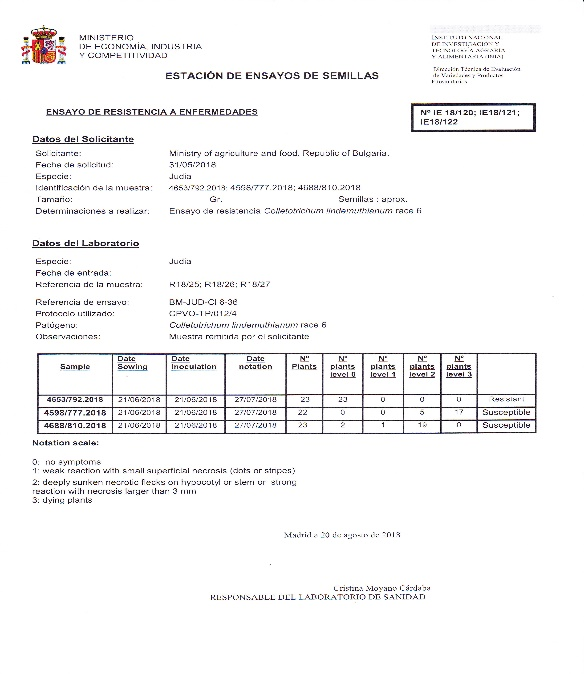 MINISTERIO
DE ECONOMÍA, INDUSTRIA
Y COMPETITIVIDAD
INSTITUTO NACIONAL
DE INVESTIGACIÓN Y
TECNOLOGÍA AGRARIA
Y ALIMENTARIA (INIA)
Dirección Técnica de Evaluación
de Variedades y Productos
Fitosanitarios
ESTACIÓN DE ENSAYOS DE SEMILLAS
ENSAYO DE RESISTENCIA A ENFERMEDADES
Nº IE 18/120; IE18/121;
IE18/122
Datos del Solicitante
Solicitante: Ministry of agriculture and food. Republic of Bulgaria.
Fecha de solicitud: 31/05/2018
Especie: Judía
Identificación de la muestra: 4653/792.2018; 4598/777.2018; 4688/810.2018
Tamaño: Gr. Semillas : aprox.
Determinaciones a realizar: Ensayo de resistencia Colletotrichum lindemuthianum race 6
Datos del Laboratorio
Especie: Judía
Fecha de entrada:
Referencia de la muestra: R18/25; R18/26; R18/27
Referencia de ensayo: BM-JUD-Cl 6-36
Protocolo utilizado: CPVO-TP/012/4
Patógeno: Colletotrichum lindemuthianum race 6
Observaciones: Muestra remitida por el solicitante
Sample Date Sowing Date Inoculation Date notation Nº Plants Nº plants level 0 Nº plants level 1 Nº plants level 2 Nº plants level 3
4653/792.2018 21/06/2018 21/06/2018 27/07/2018 23 23 0 0 0 Resistant
4598/777.2018 21/06/2018 21/06/2018 27/07/2018 22 0 0 5 17 Susceptible
4688/810.2018 21/06/2018 21/06/2018 27/07/2018 23 2 1 19 0 Susceptible
Notation scale:
0: no symptoms
1: weak reaction with small superficial necrosis (dots or stripes)
2: deeply sunken necrotic flecks on hypocotyl or stem or strong
reaction with necrosis larger than 3 mm
3: dying plants
Madrid a 20 de agosto de 2018
Cristina Moyano Cárdaba
RESPONSABLE DEL LABORATORIO DE SANIDAD